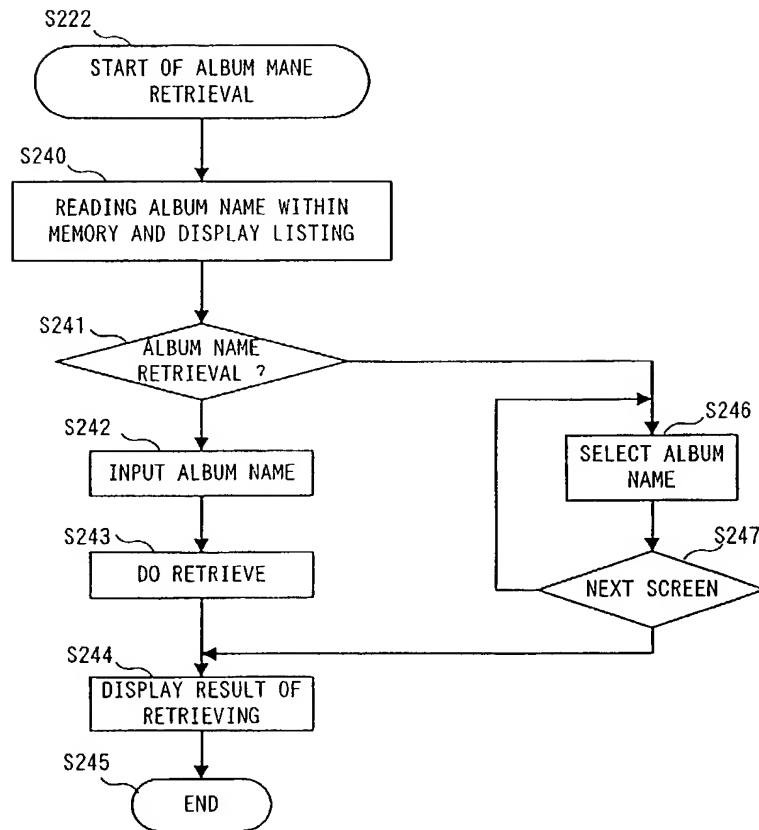 S222
START OF ALBUM MANE
RETRIEVAL
S240
READING ALBUM NAME WITHIN
MEMORY AND DISPLAY LISTING
S241
ALBUM NAME
RETRIEVAL ?
S242
INPUT ALBUM NAME
S243
DO RETRIEVE
S246
SELECT ALBUM
NAME
S247
NEXT SCREEN
S244
DISPLAY RESULT OF
RETRIEVING
S245
END